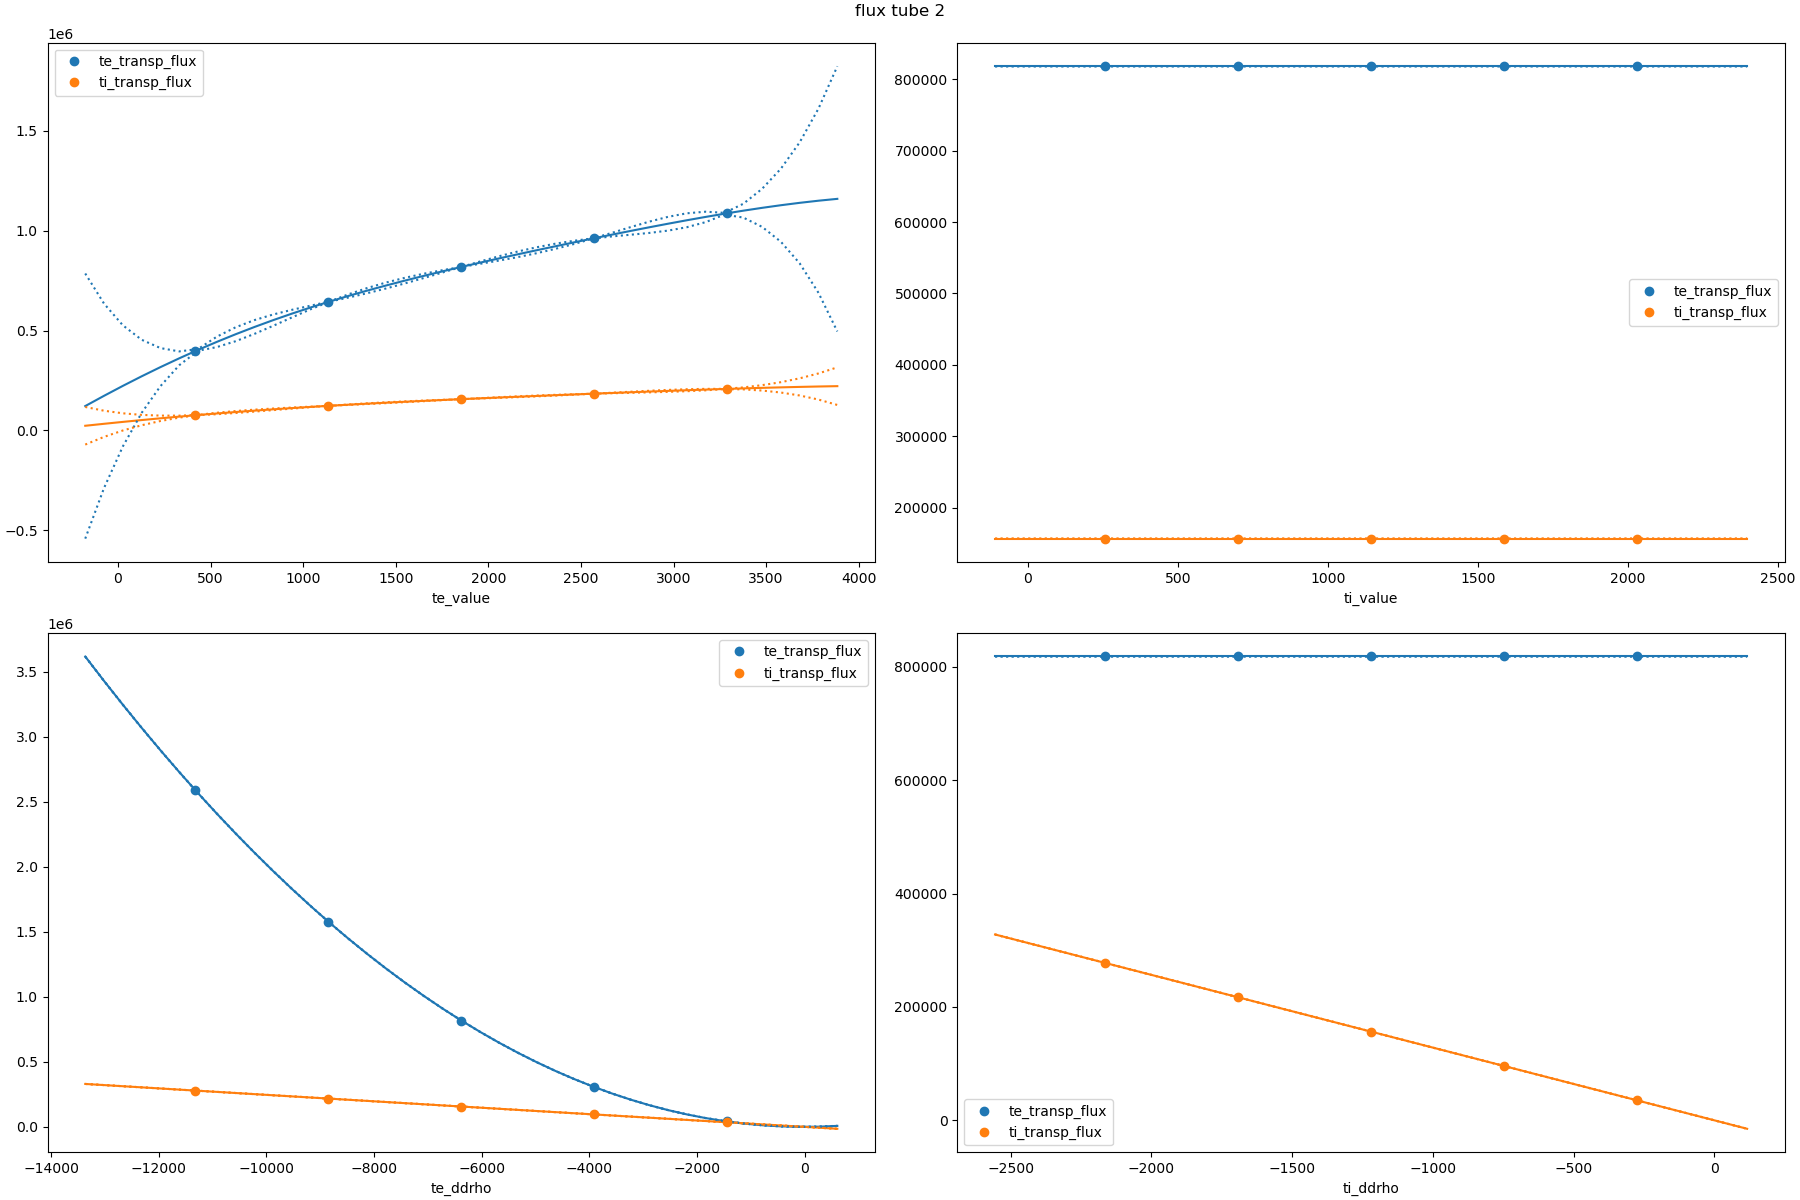 flux tube 2
1e6
te_transp_flux
ti_transp_flux
1.5
1.0
0.5
0.0
−0.5
0 500 1000 1500 2000 2500 3000 3500 4000
te_value
800000
700000
600000
500000
400000
300000
200000
te_transp_flux
ti_transp_flux
0 500 1000 1500 2000 2500
ti_value
1e6
te_transp_flux
ti_transp_flux
3.5
3.0
2.5
2.0
1.5
1.0
0.5
0.0
−14000 −12000 −10000 −8000 −6000 −4000 −2000 0
te_ddrho
800000
600000
400000
200000
0
te_transp_flux
ti_transp_flux
−2500 −2000 −1500 −1000 −500 0
ti_ddrho